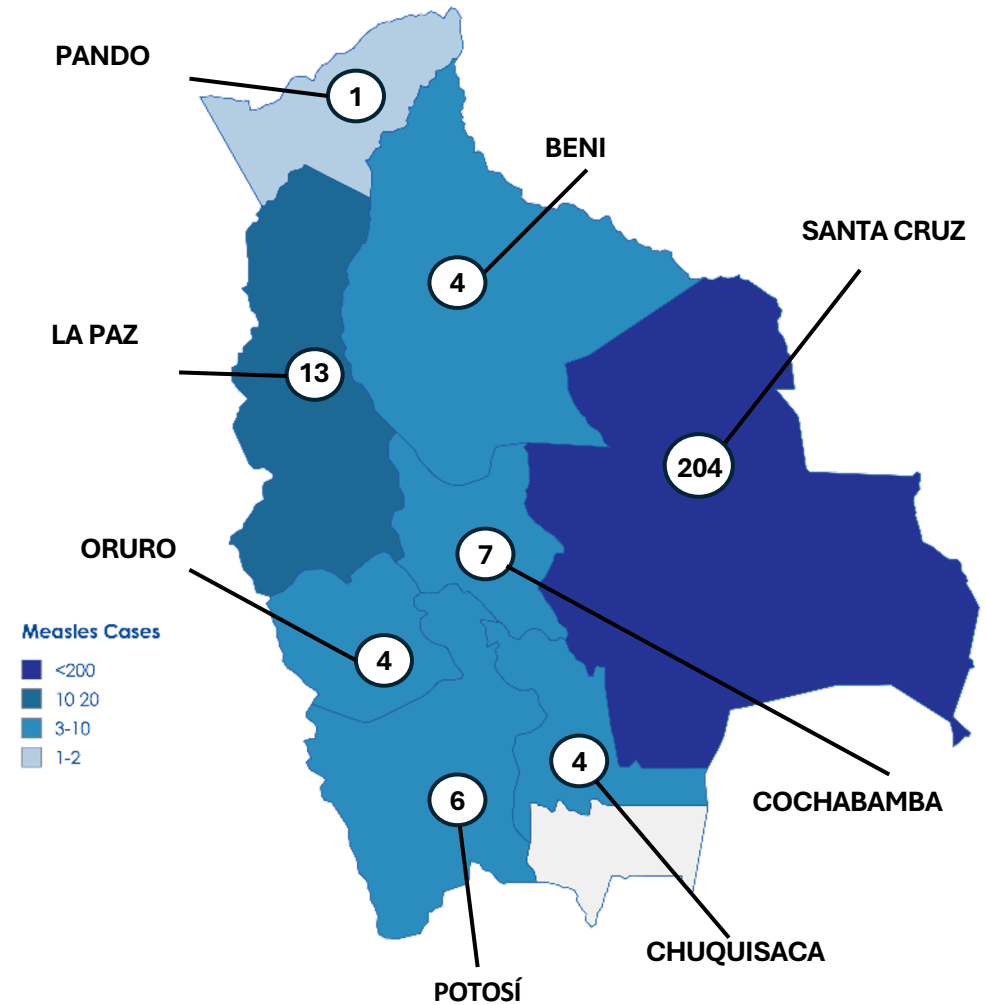 PANDO
1
BENI
SANTA CRUZ
4
LA PAZ
13
204
ORURO
7
Measles Cases
4
<200
10 20
3-10
1-2
4
6
COCHABAMBA
CHUQUISACA
POTOSÍ